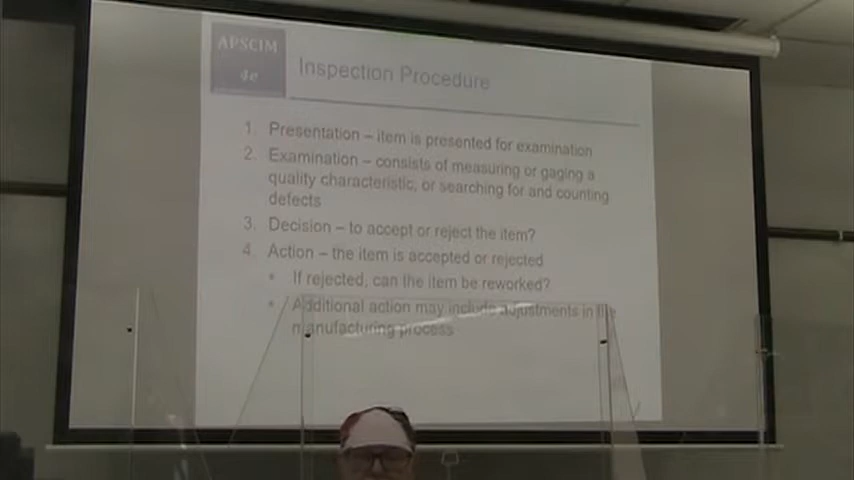 APSCIM
4e
Inspection Procedure
1. Presentation – item is presented for examination
2. Examination – consists of measuring or gaging a
quality characteristic, or searching for and counting
defects
3. Decision – to accept or reject the item?
4. Action – the item is accepted or rejected
• If rejected, can the item be reworked?
• Additional action may include adjustments in the
manufacturing process